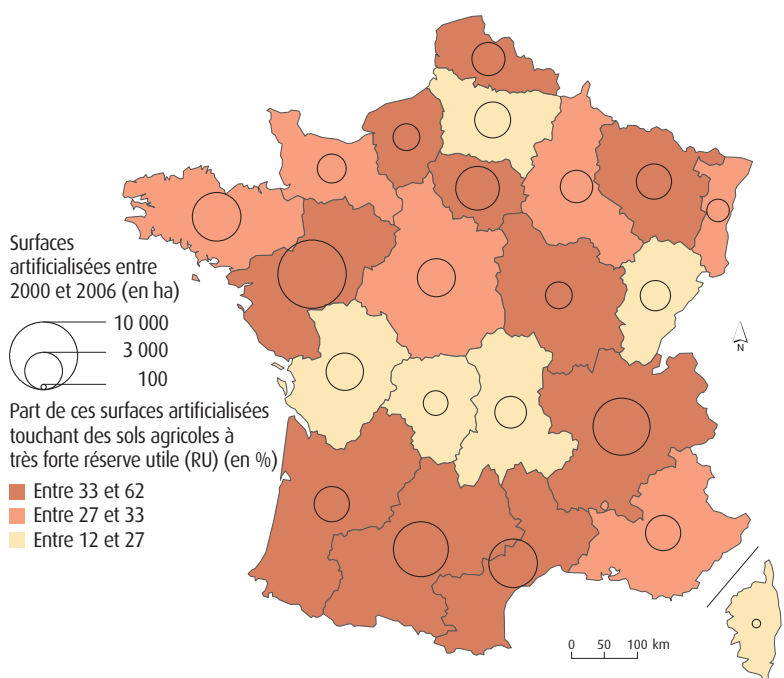 Surfaces
artificialisées entre
2000 et 2006 (en ha)
10 000
3 000
100
Part de ces surfaces artificialisées
touchant des sols agricoles à
très forte réserve utile (RU) (en %)
Entre 33 et 62
Entre 27 et 33
Entre 12 et 27
N
0 50 100 km